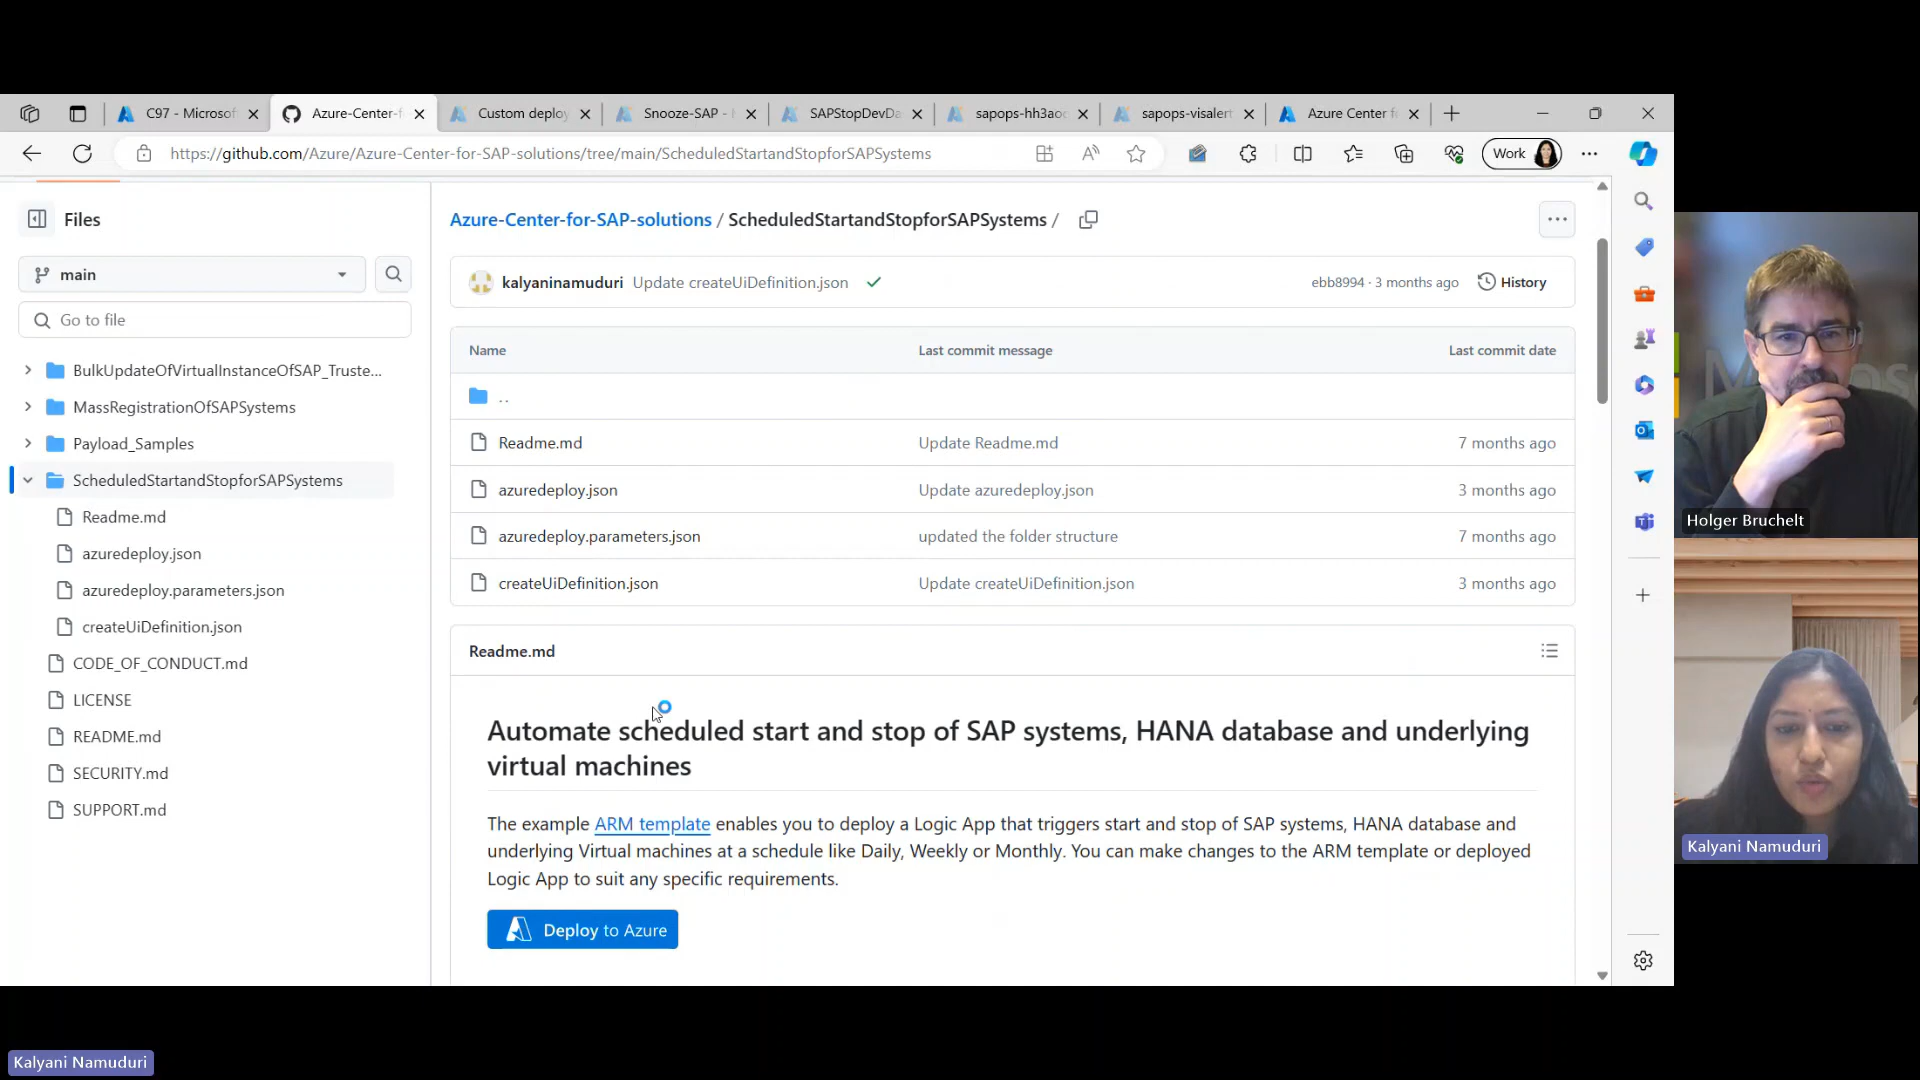 C97 - Microsof
Azure-Center-f
Custom deploy
Snooze-SAP -
SAPStopDevDa
sapops-hh3aoc
sapops-visalert
Azure Center f
https://github.com/Azure/Azure-Center-for-SAP-solutions/tree/main/ScheduledStartandStopforSAPSystems
Work
Files
main
Go to file
BulkUpdateOfVirtualInstanceOfSAP_Truste...
MassRegistrationOfSAPSystems
Payload_Samples
ScheduledStartandStopforSAPSystems
Readme.md
azuredeploy.json
azuredeploy.parameters.json
createUiDefinition.json
CODE_OF_CONDUCT.md
LICENSE
README.md
SECURITY.md
SUPPORT.md
Azure-Center-for-SAP-solutions / ScheduledStartandStopforSAPSystems /
kalyaninamuduri Update createUiDefinition.json ebb8994 · 3 months ago History
Name Last commit message Last commit date
..
Readme.md Update Readme.md 7 months ago
azuredeploy.json Update azuredeploy.json 3 months ago
azuredeploy.parameters.json updated the folder structure 7 months ago
createUiDefinition.json Update createUiDefinition.json 3 months ago
Readme.md
Automate scheduled start and stop of SAP systems, HANA database and underlying
virtual machines
The example ARM template enables you to deploy a Logic App that triggers start and stop of SAP systems, HANA database and
underlying Virtual machines at a schedule like Daily, Weekly or Monthly. You can make changes to the ARM template or deployed
Logic App to suit any specific requirements.
Deploy to Azure
Holger Bruchelt
Kalyani Namuduri
Kalyani Namuduri